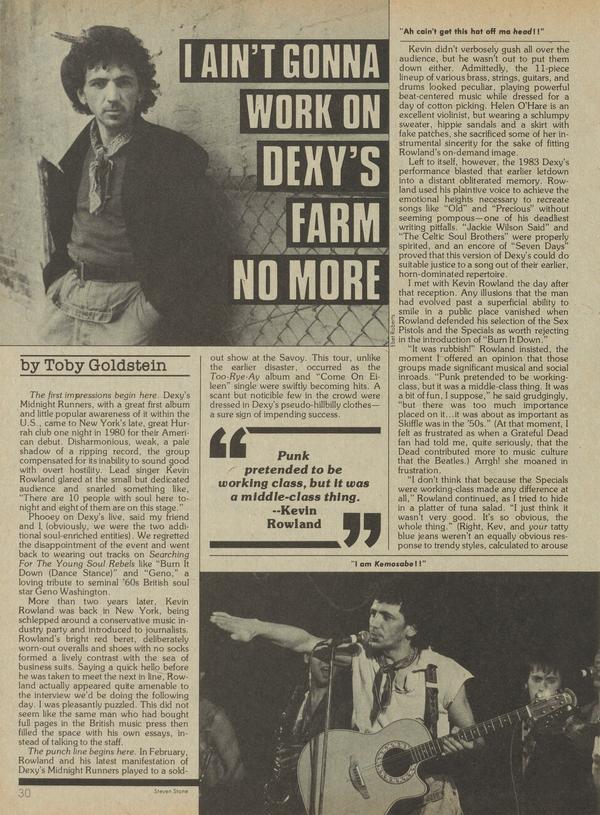 "Ah cain't get this hat off ma head!!"
I AIN'T GONNA
WORK ON
DEXY'S
FARM
NO MORE
by Toby Goldstein
The first impressions begin here. Dexy's
Midnight Runners, with a great first album
and little popular awareness of it within the
U.S., came to New York's late, great Hur-
rah club one night in 1980 for their Ameri-
can debut. Disharmonious, weak, a pale
shadow of a ripping record, the group
compensated for its inability to sound good
with overt hostility. Lead singer Kevin
Rowland glared at the small but dedicated
audience and snarled something like,
"There are 10 people with soul here to-
night and eight of them are on this stage."
Phooey on Dexy's live, said my friend
and I, (obviously, we were the two addi-
tional soul-enriched entities). We regretted
the disappointment of the event and went
back to wearing out tracks on Searching
For The Young Soul Rebels like "Burn It
Down (Dance Stance)" and "Geno," a
loving tribute to seminal '60s British soul
star Geno Washington.
More than two years later, Kevin
Rowland was back in New York, being
schlepped around a conservative music in-
dustry party and introduced to journalists.
Rowland's bright red beret, deliberately
worn-out overalls and shoes with no socks
formed a lively contrast with the sea of
business suits. Saying a quick hello before
he was taken to meet the next in line, Row-
land actually appeared quite amenable to
the interview we'd be doing the following
day. I was pleasantly puzzled. This did not
seem like the same man who had bought
full pages in the British music press then
filled the space with his own essays, in-
stead of talking to the staff.
The punch line begins here. In February,
Rowland and his latest manifestation of
Dexy's Midnight Runners played to a sold-
out show at the Savoy. This tour, unlike
the earlier disaster, occurred as the
Too-Rye-Ay album and "Come On Ei-
leen" single were swiftly becoming hits. A
scant but noticible few in the crowd were
dressed in Dexy's pseudo-hillbilly clothes—
a sure sign of impending success.
"Punk
pretended to be
working class, but it was
a middle-class thing.
--Kevin
Rowland"
Kevin didn't verbosely gush all over the
audience, but he wasn't out to put them
down either. Admittedly, the 11-piece
lineup of various brass, strings, guitars, and
drums looked peculiar, playing powerful
beat-centered music while dressed for a
day of cotton picking. Helen O'Hare is an
excellent violinist, but wearing a schlumpy
sweater, hippie sandals and a skirt with
fake patches, she sacrificed some of her in-
strumental sincerity for the sake of fitting
Rowland's on-demand image.
Left to itself, however, the 1983 Dexy's
performance blasted that earlier letdown
into a distant obliterated memory. Row-
land used his plaintive voice to achieve the
emotional heights necessary to recreate
songs like "Old" and "Precious" without
seeming pompous—one of his deadliest
writing pitfalls. "Jackie Wilson Said" and
"The Celtic Soul Brothers" were properly
spirited, and an encore of "Seven Days"
proved that this version of Dexy's could do
suitable justice to a song out of their earlier,
horn-dominated repertoire.
I met with Kevin Rowland the day after
that reception. Any illusions that the man
had evolved past a superficial ability to
smile in a public place vanished when
Rowland defended his selection of the Sex
Pistols and the Specials as worth rejecting
in the introduction of "Burn It Down."
"It was rubbish!" Rowland insisted, the
moment I offered an opinion that those
groups made significant musical and social
inroads. "Punk pretended to be working-
class, but it was a middle-class thing. It was
a bit of fun, I suppose," he said grudgingly,
"but there was too much importance
placed on it...it was about as important as
Skiffle was in the '50s." (At that moment, I
felt as frustrated as when a Grateful Dead
fan had told me, quite seriously, that the
Dead contributed more to music culture
that the Beatles.) Arrgh! she moaned in
frustration.
"I don't think that because the Specials
were working-class made any difference at
all," Rowland continued, as I tried to hide
in a platter of tuna salad. "I just think it
wasn't very good. It's so obvious, the
whole thing." (Right, Kev, and your tatty
blue jeans weren't an equally obvious res-
ponse to trendy styles, calculated to arouse
"I am Kemosabe!!"
30
Steven Stone